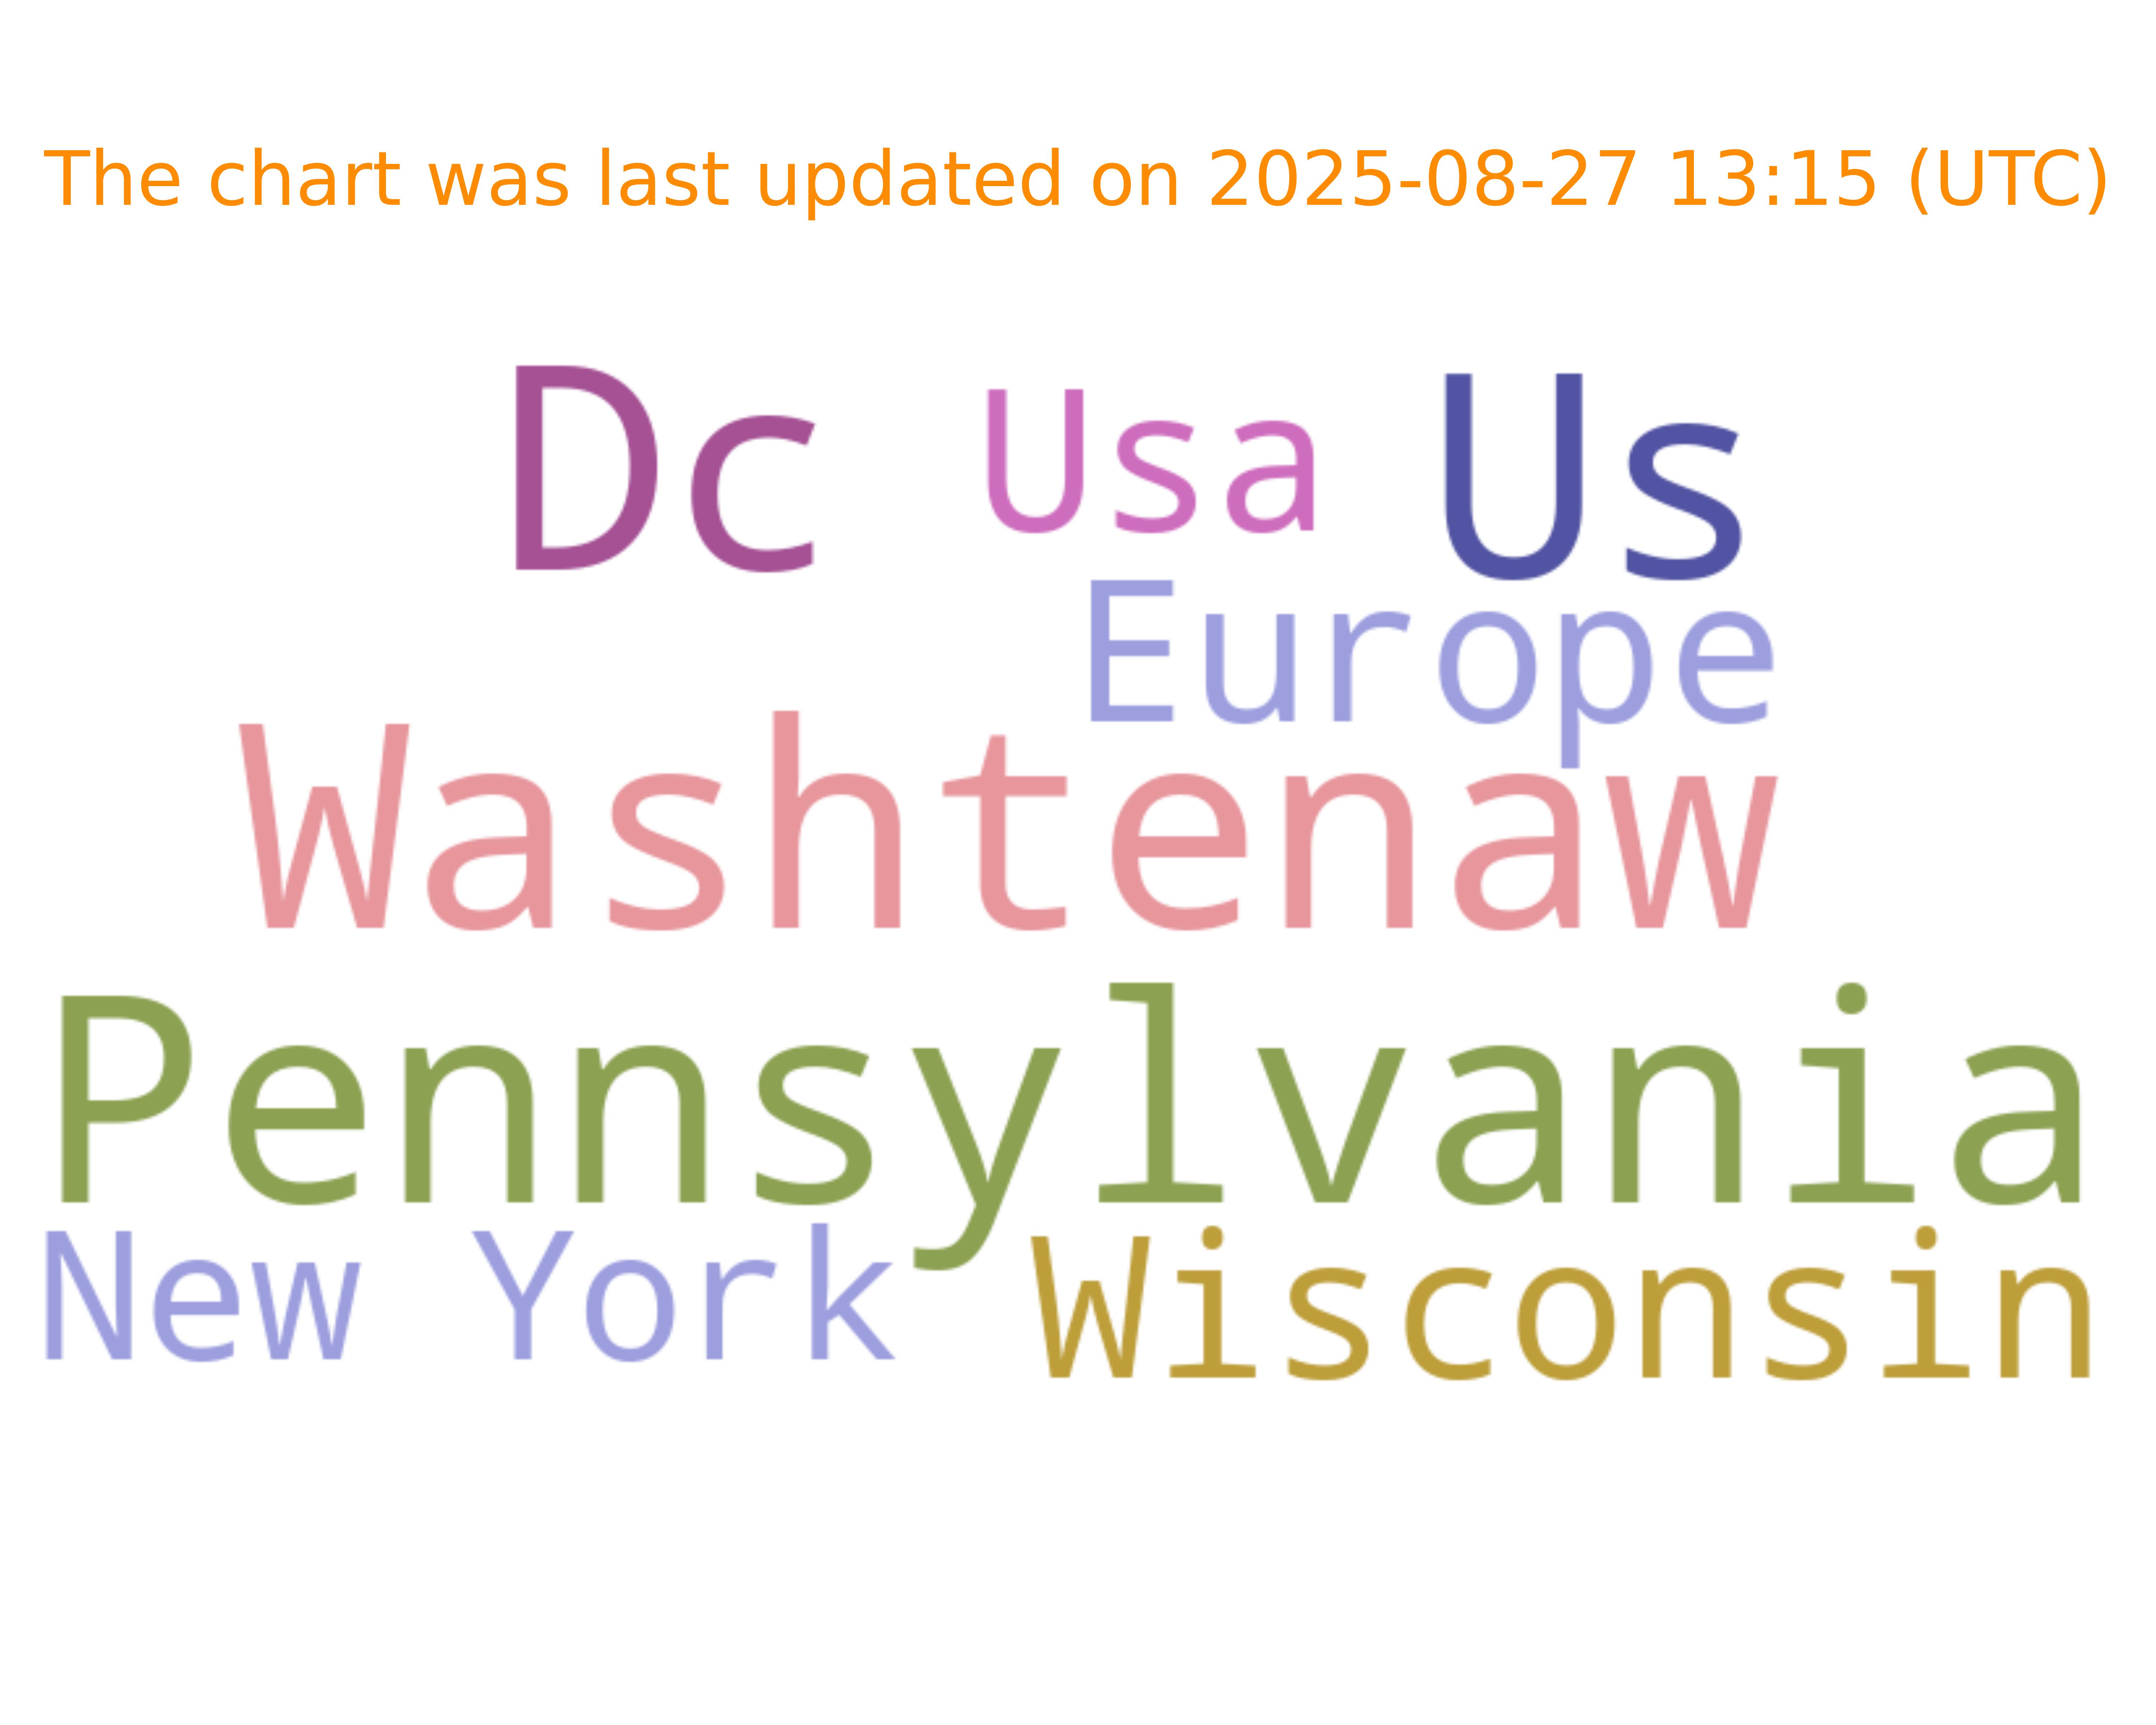 The chart was last updated on 2025-08-27 13:15 (UTC)
Dc Usa Us
Europe
Washtenaw
Pennsylvania
New York Wisconsin